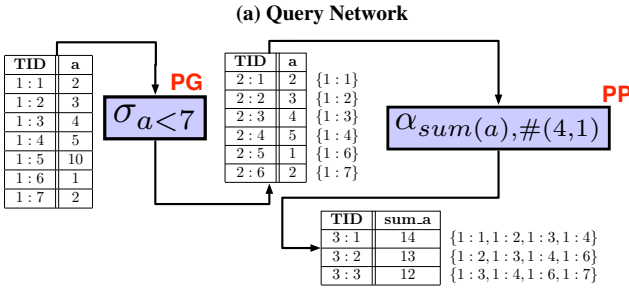 (a) Query Network
TID a
1 : 1 2
1 : 2 3
1 : 3 4
1 : 4 5
1 : 5 10
1 : 6 1
1 : 7 2
PG
σa<7
TID a
2 : 1 2 {1 : 1}
2 : 2 3 {1 : 2}
2 : 3 4 {1 : 3}
2 : 4 5 {1 : 4}
2 : 5 1 {1 : 6}
2 : 6 2 {1 : 7}
PP
αsum(a),#(4,1)
TID sum_a
3 : 1 14 {1 : 1, 1 : 2, 1 : 3, 1 : 4}
3 : 2 13 {1 : 2, 1 : 3, 1 : 4, 1 : 6}
3 : 3 12 {1 : 3, 1 : 4, 1 : 6, 1 : 7}